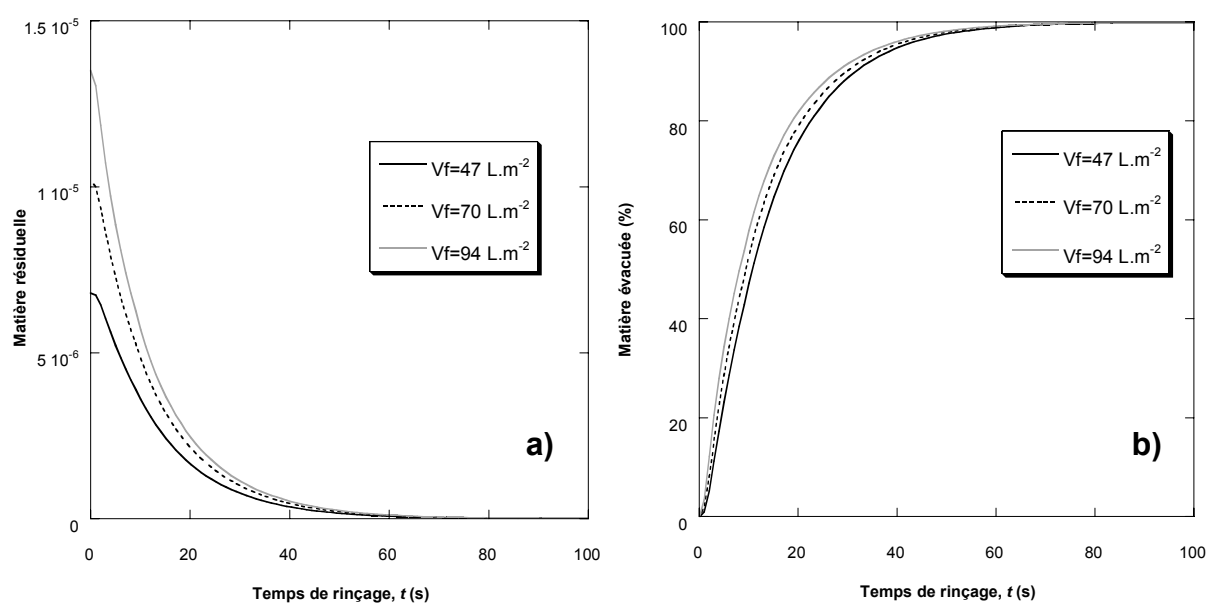 1.5 10-5
1 10-5
5 10-6
0
Matière résiduelle
Vf=47 L.m-2
Vf=70 L.m-2
Vf=94 L.m-2
a)
0 20 40 60 80 100
Temps de rinçage, t (s)
100
80
60
40
20
0
Matière évacuée (%)
Vf=47 L.m-2
Vf=70 L.m-2
Vf=94 L.m-2
b)
0 20 40 60 80 100
Temps de rinçage, t (s)